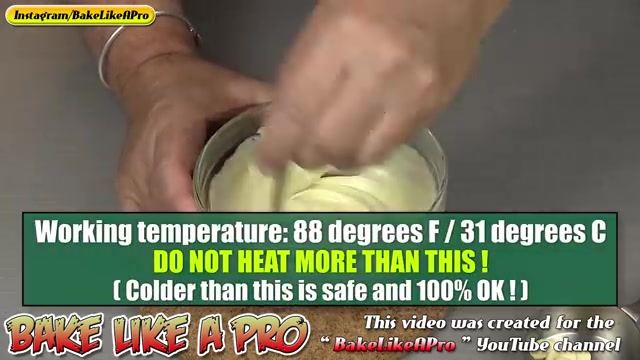 Instagram/BakeLikeAPro
Working temperature: 88 degrees F / 31 degrees C
DO NOT HEAT MORE THAN THIS !
( Colder than this is safe and 100% OK ! )
BAKE LIKE A PRO
This video was created for the
“ BakeLikeAPro ” YouTube channel